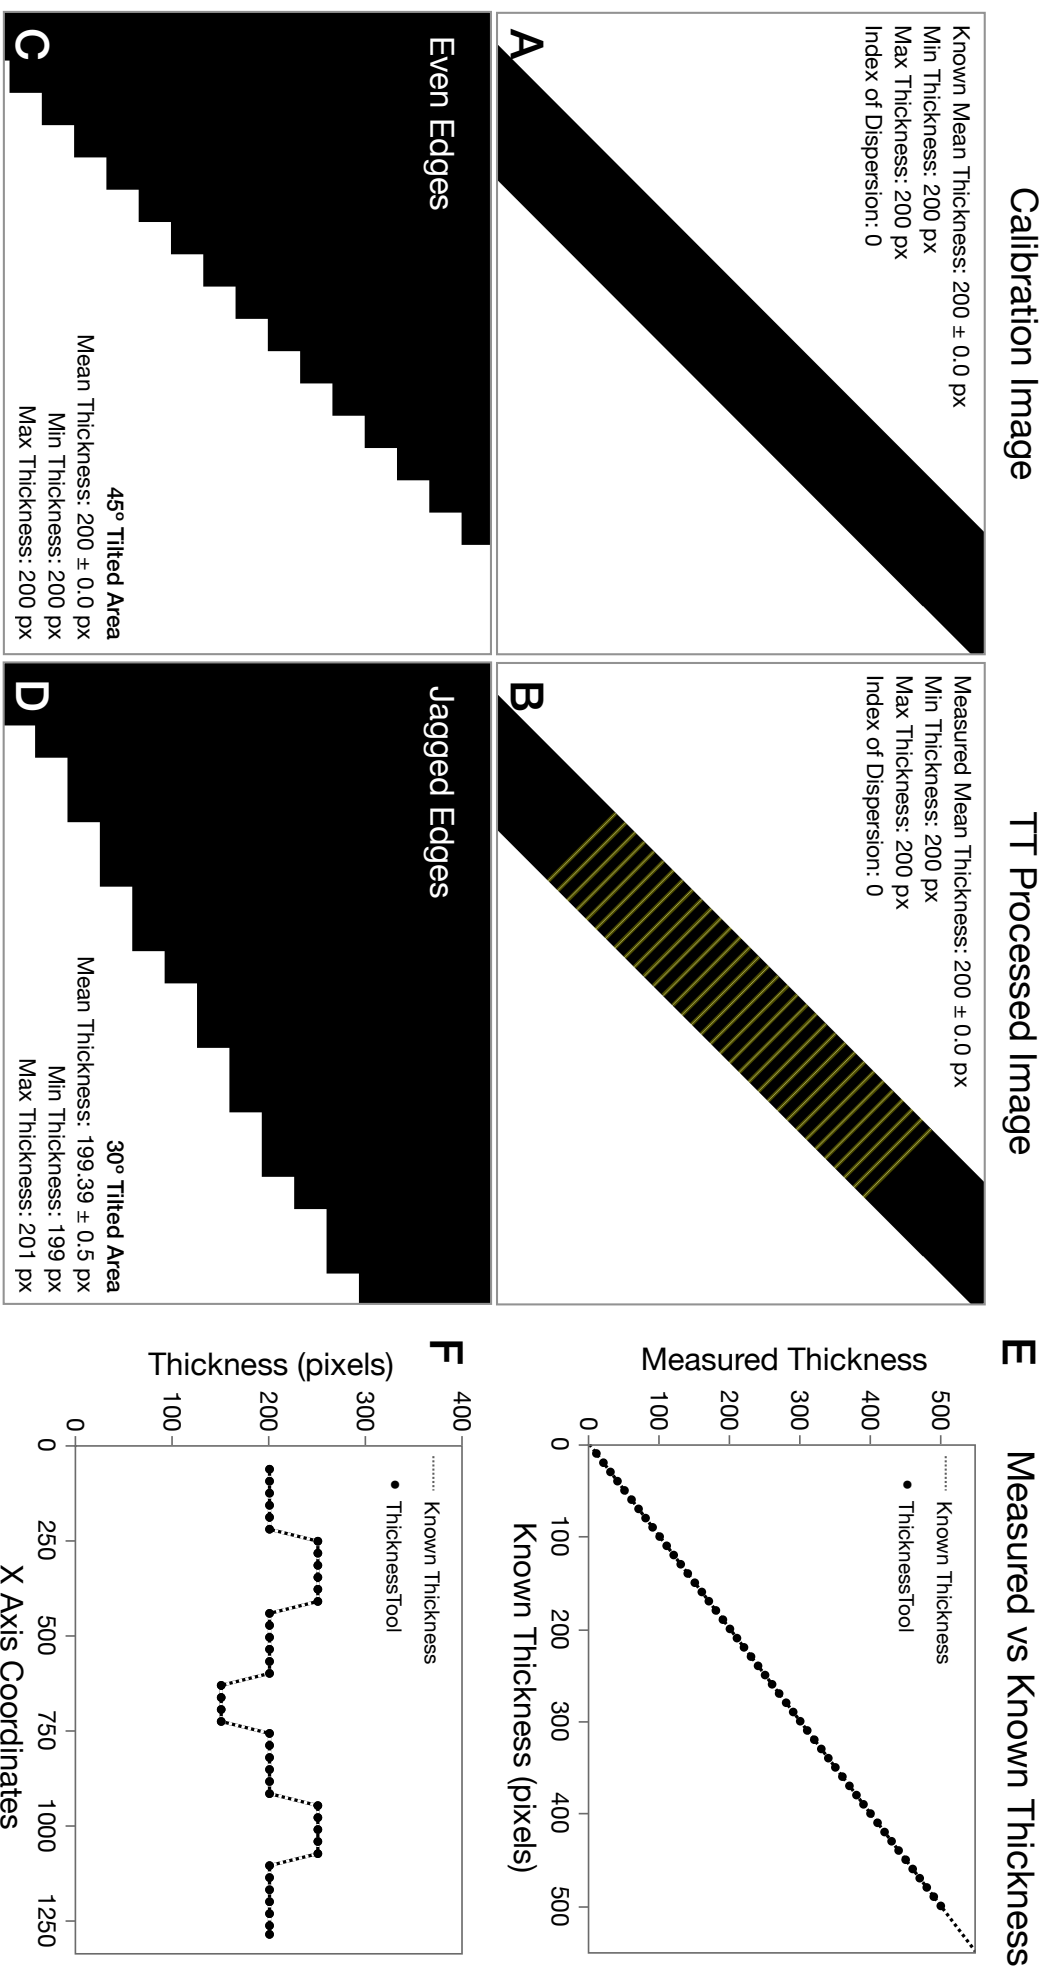 Calibration Image
TT Processed Image
Measured vs Known Thickness
A
Known Mean Thickness: 200 ± 0.0 px
Min Thickness: 200 px
Max Thickness: 200 px
Index of Dispersion: 0
B
Measured Mean Thickness: 200 ± 0.0 px
Min Thickness: 200 px
Max Thickness: 200 px
Index of Dispersion: 0
E
Measured Thickness
500
400
300
200
100
0
Known Thickness
ThicknessTool
0 100 200 300 400 500
Known Thickness (pixels)
C
Even Edges
45º Tilted Area
Mean Thickness: 200 ± 0.0 px
Min Thickness: 200 px
Max Thickness: 200 px
D
Jagged Edges
30º Tilted Area
Mean Thickness: 199.39 ± 0.5 px
Min Thickness: 199 px
Max Thickness: 201 px
F
Thickness (pixels)
400
300
200
100
0
Known Thickness
ThicknessTool
0 250 500 750 1000 1250
X Axis Coordinates